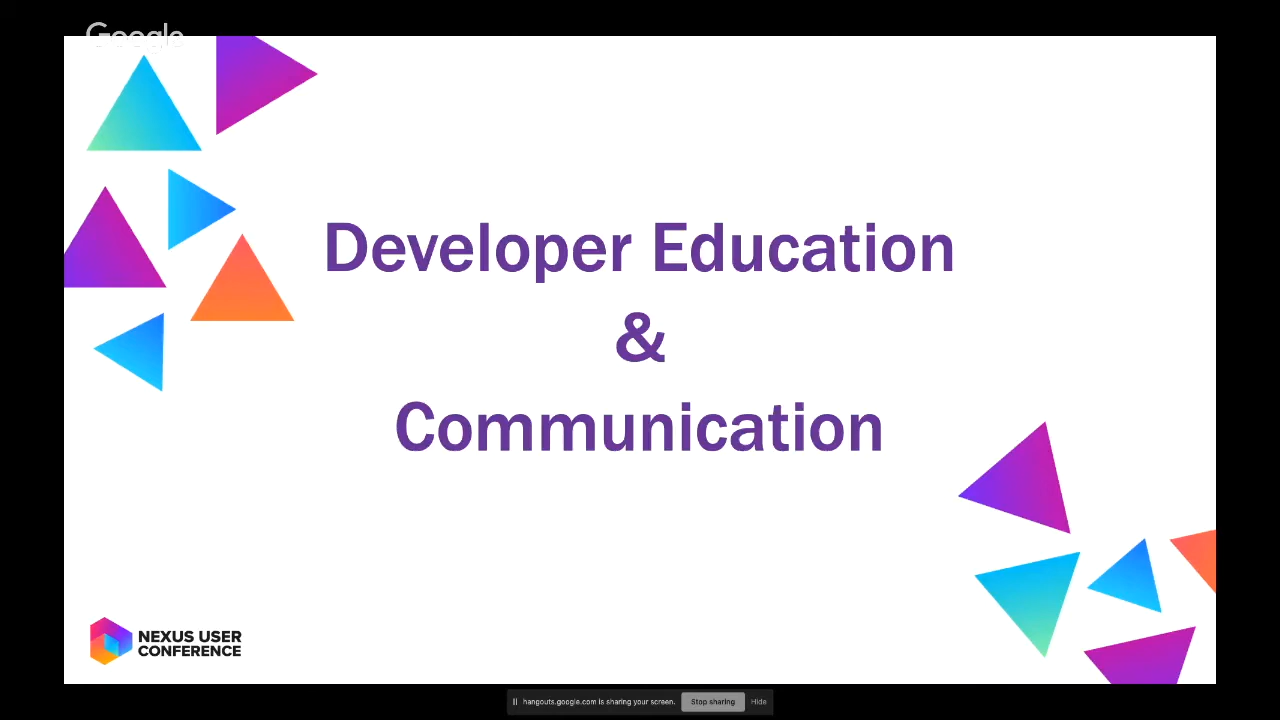 Google
Developer Education
&
Communication
NEXUS USER
CONFERENCE
hangouts.google.com is sharing your screen.
Stop sharing
Hide